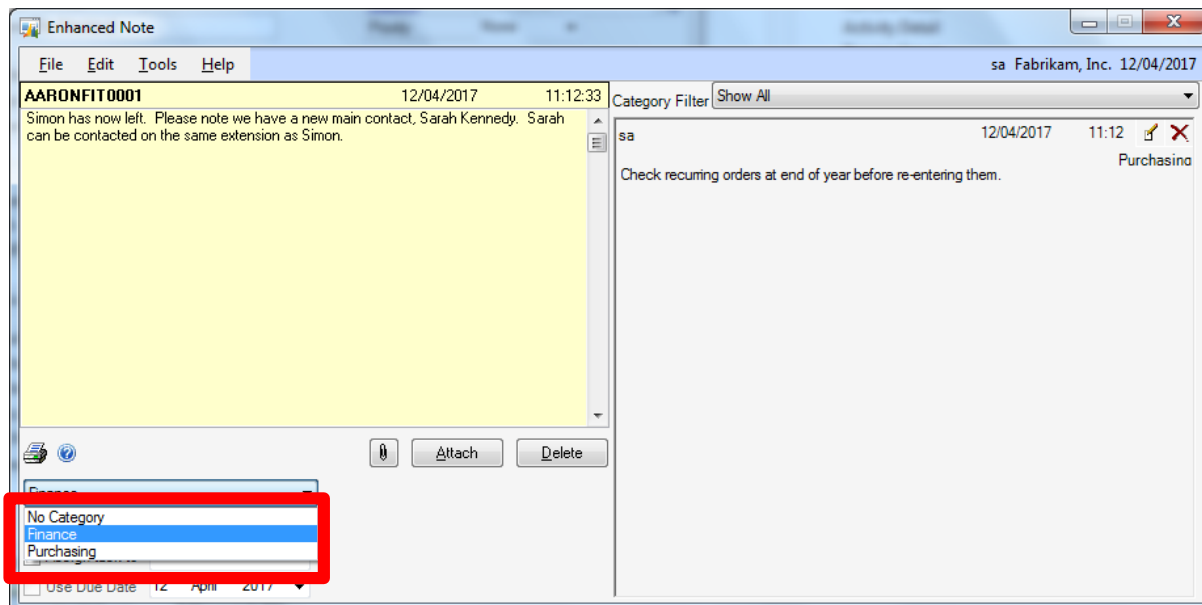 Enhanced Note
File Edit Tools Help
sa Fabrikam, Inc. 12/04/2017
AARONFIT0001 12/04/2017 11:12:33
Simon has now left. Please note we have a new main contact, Sarah Kennedy. Sarah
can be contacted on the same extension as Simon.
Category Filter Show All
sa 12/04/2017 11:12
Purchasing
Check recurring orders at end of year before re-entering them.
Attach Delete
Finance
No Category
Finance
Purchasing
Use Due Date 12 April 2017